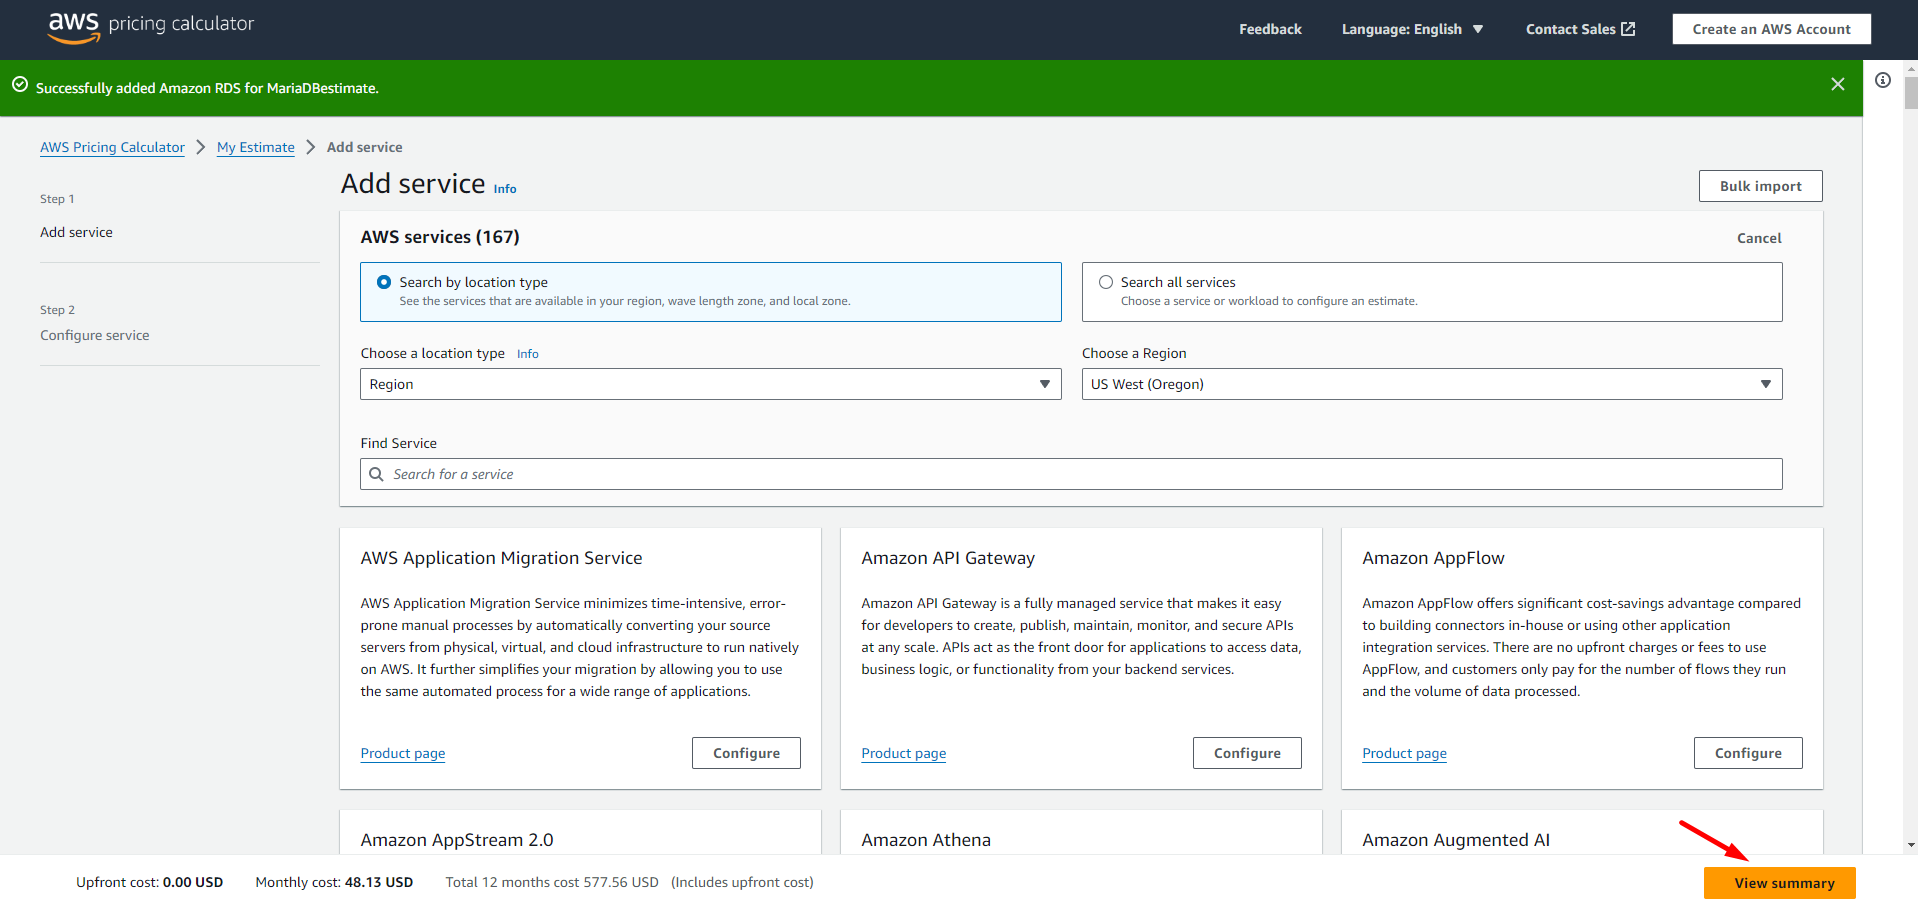 aws pricing calculator
Feedback
Language: English
Contact Sales
Create an AWS Account
Successfully added Amazon RDS for MariaDBestimate.
AWS Pricing Calculator
My Estimate
Add service
Step 1
Add service
Step 2
Configure service
Add service Info
Bulk import
AWS services (167)
Cancel
Search by location type
See the services that are available in your region, wave length zone, and local zone.
Search all services
Choose a service or workload to configure an estimate.
Choose a location type Info
Region
Choose a Region
US West (Oregon)
Find Service
Search for a service
AWS Application Migration Service
AWS Application Migration Service minimizes time-intensive, error-
prone manual processes by automatically converting your source
servers from physical, virtual, and cloud infrastructure to run natively
on AWS. It further simplifies your migration by allowing you to use
the same automated process for a wide range of applications.
Product page
Configure
Amazon API Gateway
Amazon API Gateway is a fully managed service that makes it easy
for developers to create, publish, maintain, monitor, and secure APIs
at any scale. APIs act as the front door for applications to access data,
business logic, or functionality from your backend services.
Product page
Configure
Amazon AppFlow
Amazon AppFlow offers significant cost-savings advantage compared
to building connectors in-house or using other application
integration services. There are no upfront charges or fees to use
AppFlow, and customers only pay for the number of flows they run
and the volume of data processed.
Product page
Configure
Amazon AppStream 2.0
Amazon Athena
Amazon Augmented AI
Upfront cost: 0.00 USD
Monthly cost: 48.13 USD
Total 12 months cost 577.56 USD (Includes upfront cost)
View summary